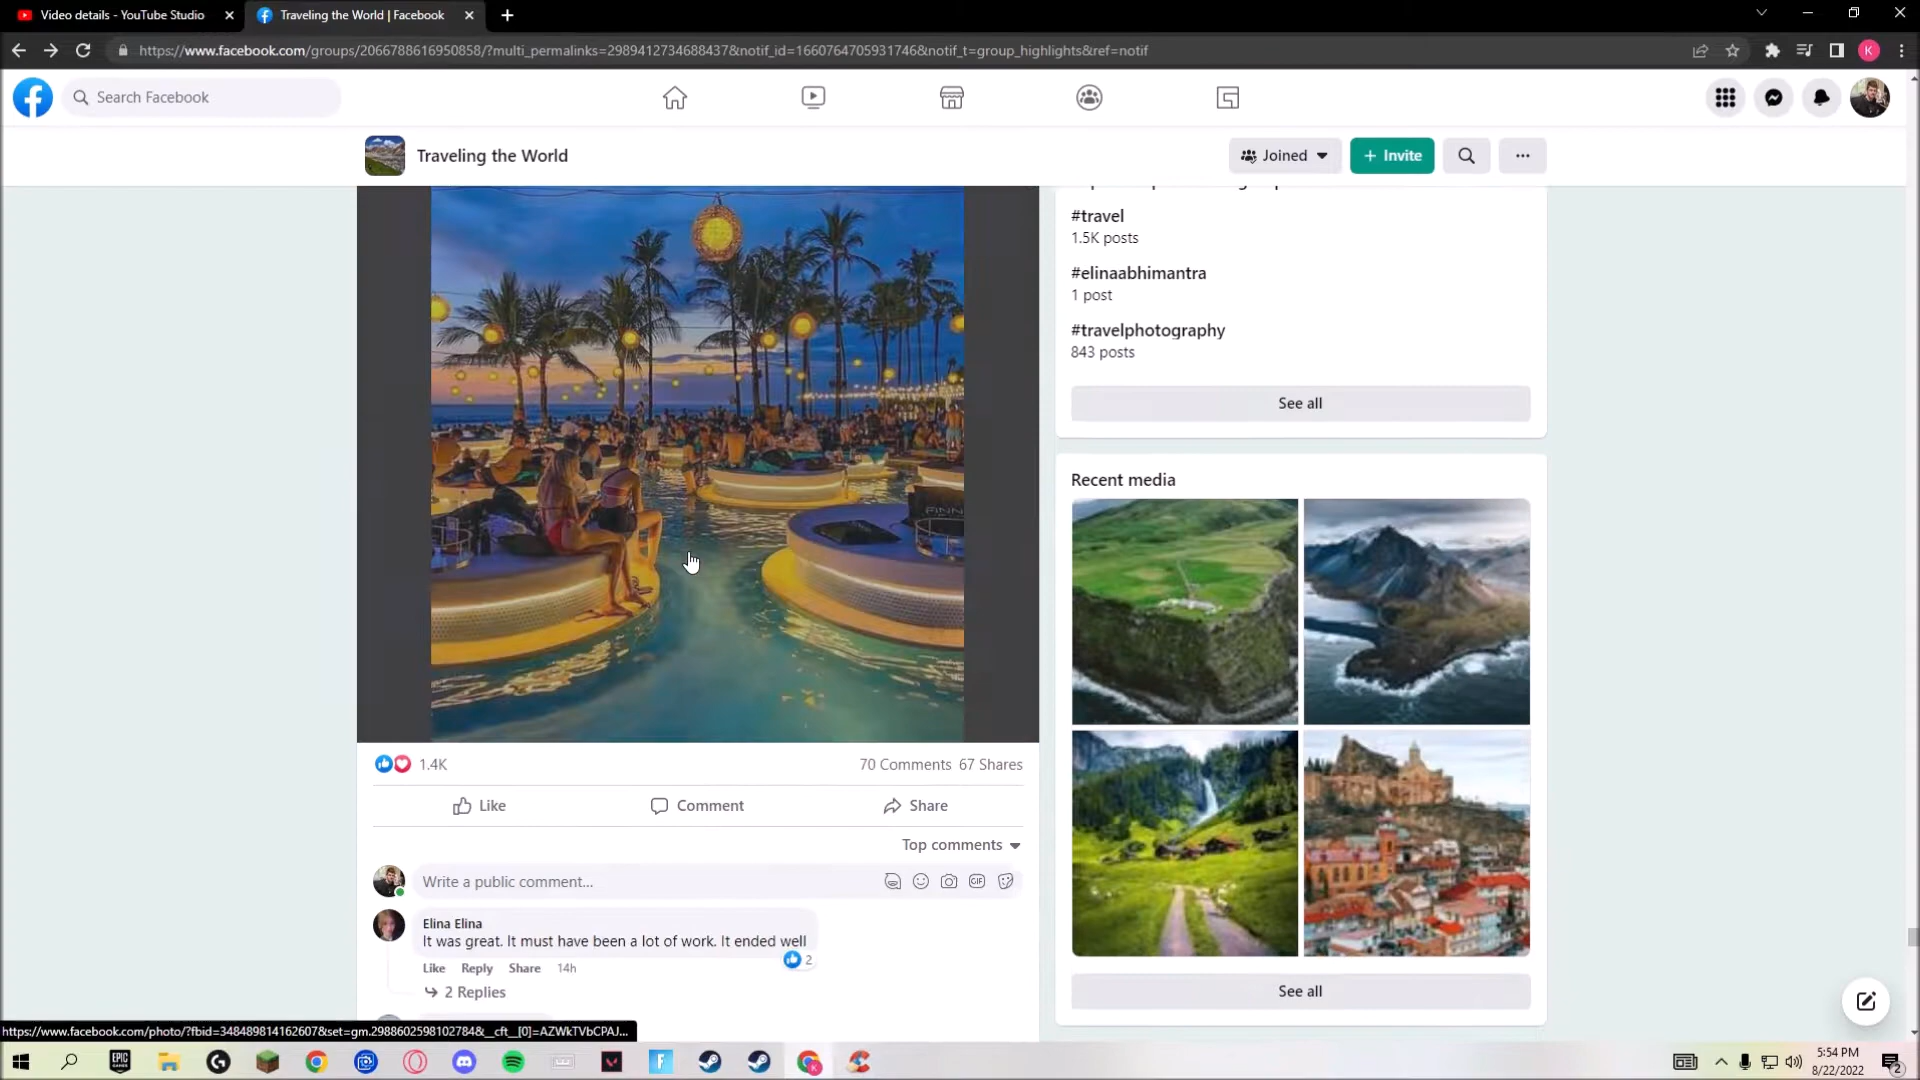 Video details - YouTube Studio
Traveling the World | Facebook
https://www.facebook.com/groups/2066788616950858/?multi_permalinks=2989412734688437&notif_id=1660764705931746&notif_t=group_highlights&ref=notif
K
Search Facebook
Traveling the World
Joined
+ Invite
#travel
1.5K posts
#elinaabhimantra
1 post
#travelphotography
843 posts
See all
Recent media
See all
FINN
1.4K
70 Comments 67 Shares
Like
Comment
Share
Top comments
Write a public comment...
GIF
Elina Elina
It was great. It must have been a lot of work. It ended well
2
Like Reply Share 14h
2 Replies
https://www.facebook.com/photo/?fbid=348489814162607&set=gm.2988602598102784&__cft__[0]=AZWkTVbCPAJ...
EPIC GAMES
K
5:54 PM
8/22/2022
2